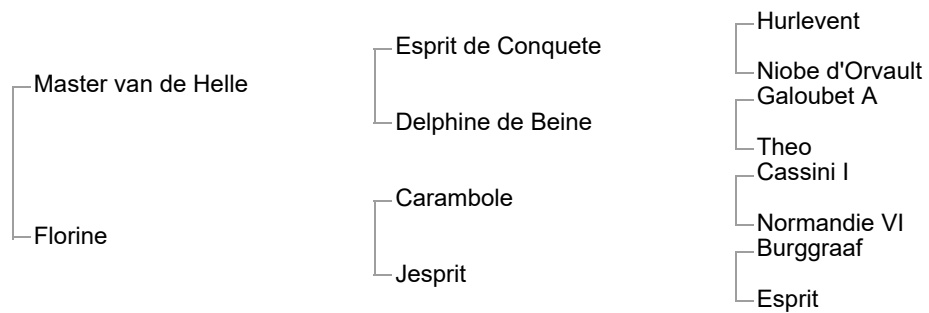 Master van de Helle
Florine
Esprit de Conquete
Delphine de Beine
Carambole
Jesprit
Hurlevent
Niobe d'Orvault
Galoubet A
Theo
Cassini I
Normandie VI
Burggraaf
Esprit